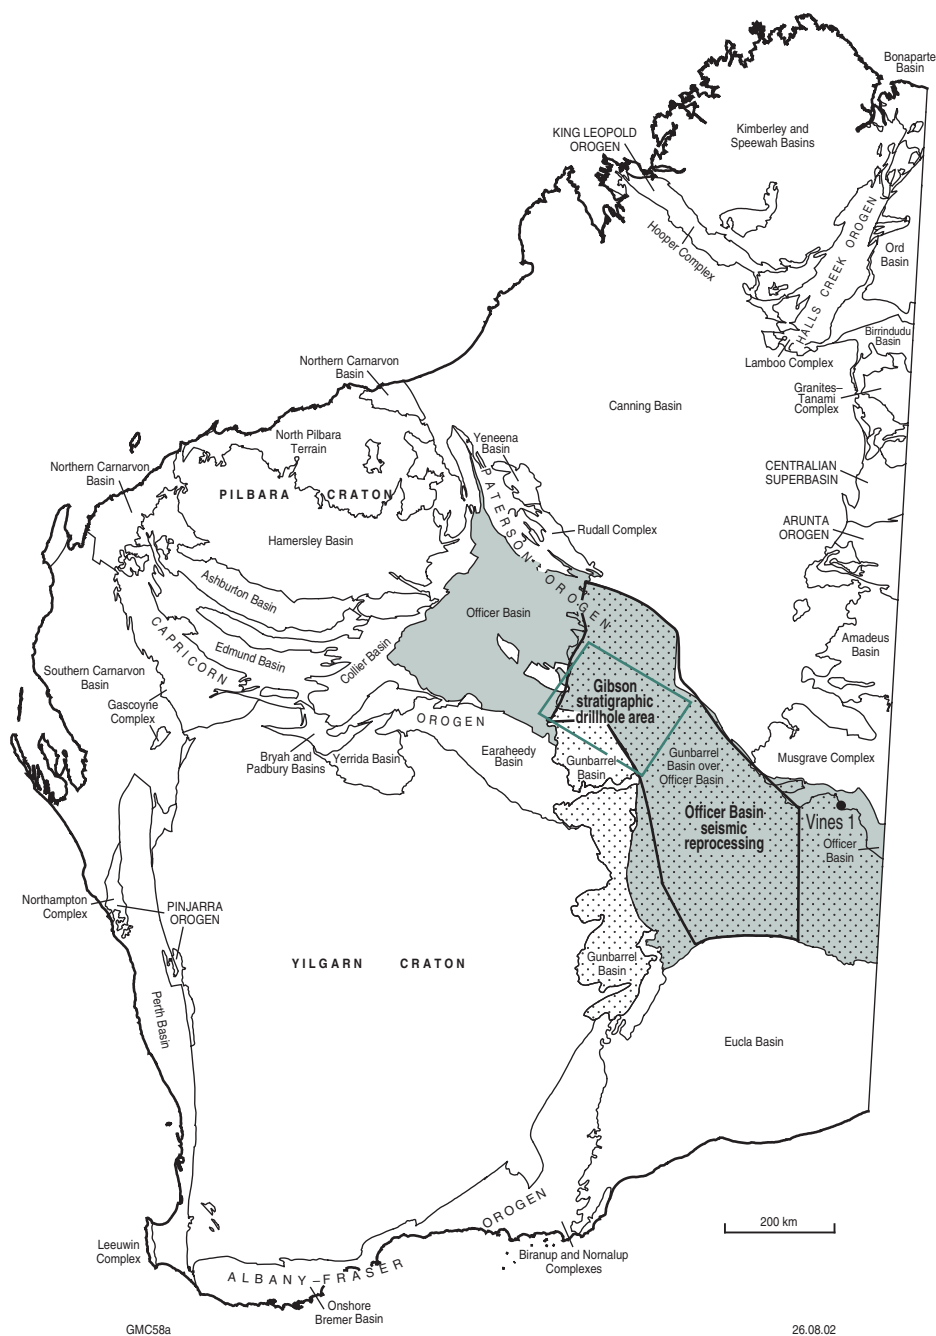 Bonaparte
Basin
Kimberley and
Speewah Basins
KING LEOPOLD
OROGEN
Hooper Complex
HALLS CREEK OROGEN
Ord
Basin
Birrindudu
Basin
Lamboo Complex
Northern Carnarvon
Basin
Granites–
Tanami
Complex
Canning Basin
North Pilbara
Terrain
Yeneena
Basin
Northern Carnarvon
Basin
CENTRALIAN
SUPERBASIN
PILBARA CRATON
PATERSON OROGEN
Rudall Complex
ARUNTA
OROGEN
Hamersley Basin
Ashburton Basin
Officer Basin
Amadeus
Basin
CAPRICORN
Edmund Basin
Collier Basin
Southern Carnarvon
Basin
Gascoyne
Complex
Gibson
stratigraphic
drillhole area
OROGEN
Bryah and
Padbury Basins
Yerrida Basin
Earaheedy
Basin
Gunbarrel
Basin
Gunbarrel
Basin over
Officer Basin
Musgrave Complex
Officer Basin
seismic
reprocessing
Vines 1
Officer
Basin
Northampton
Complex
PINJARRA
OROGEN
YILGARN CRATON
Gunbarrel
Basin
Perth Basin
Eucla Basin
OROGEN
200 km
Leeuwin
Complex
ALBANY–FRASER
Biranup and Nornalup
Complexes
Onshore
Bremer Basin
GMC58a
26.08.02